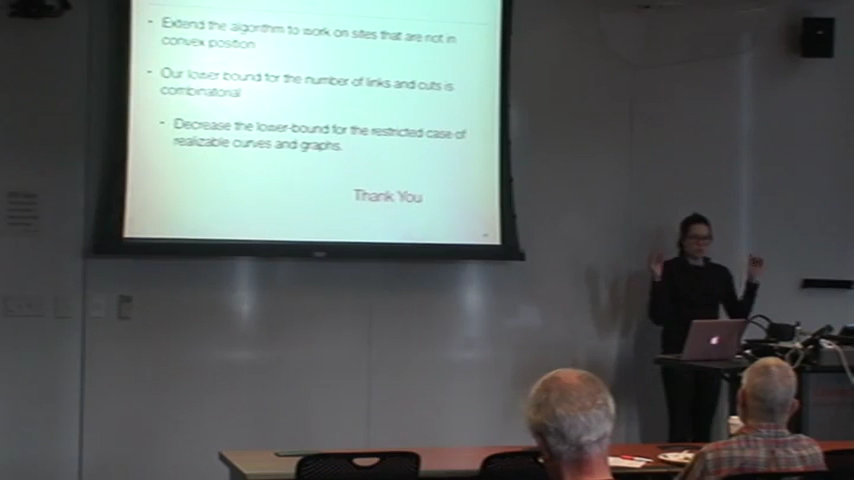 - Extend the algorithm to work on sites that are not in
convex position
- Our lower bound for the number of links and cuts is
combinatorial
- Decrease the lower-bound for the restricted case of
realizable curves and graphs.
Thank You